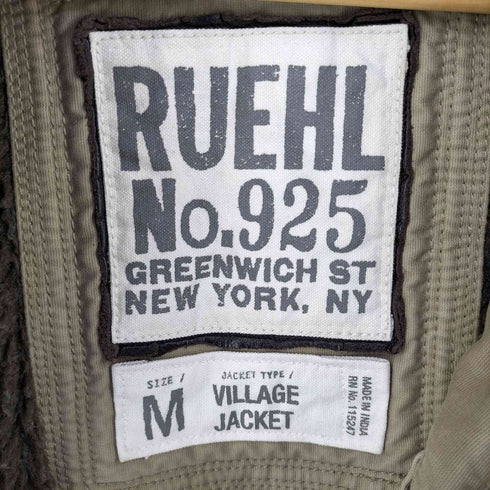 RUEHL
No.925
GREENWICH ST
NEW YORK, NY
SIZE /
M
JACKET TYPE /
VILLAGE
JACKET
MADE IN INDIA
RN No. 115247